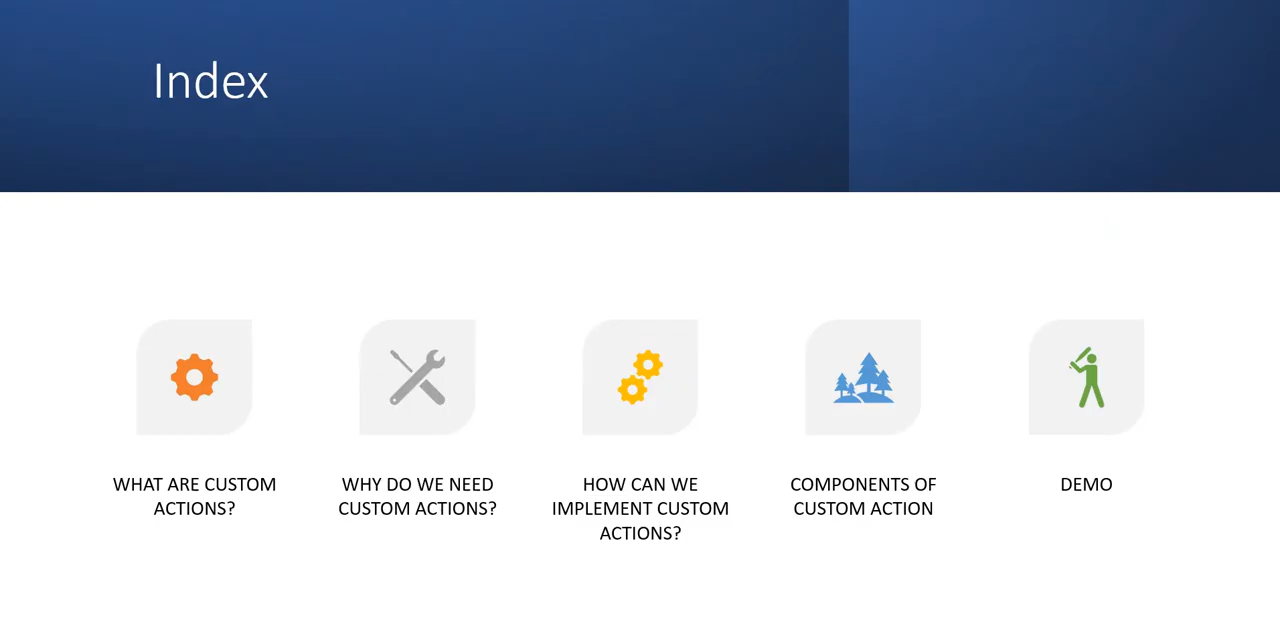 Index
WHAT ARE CUSTOM
ACTIONS?
WHY DO WE NEED
CUSTOM ACTIONS?
HOW CAN WE
IMPLEMENT CUSTOM
ACTIONS?
COMPONENTS OF
CUSTOM ACTION
DEMO